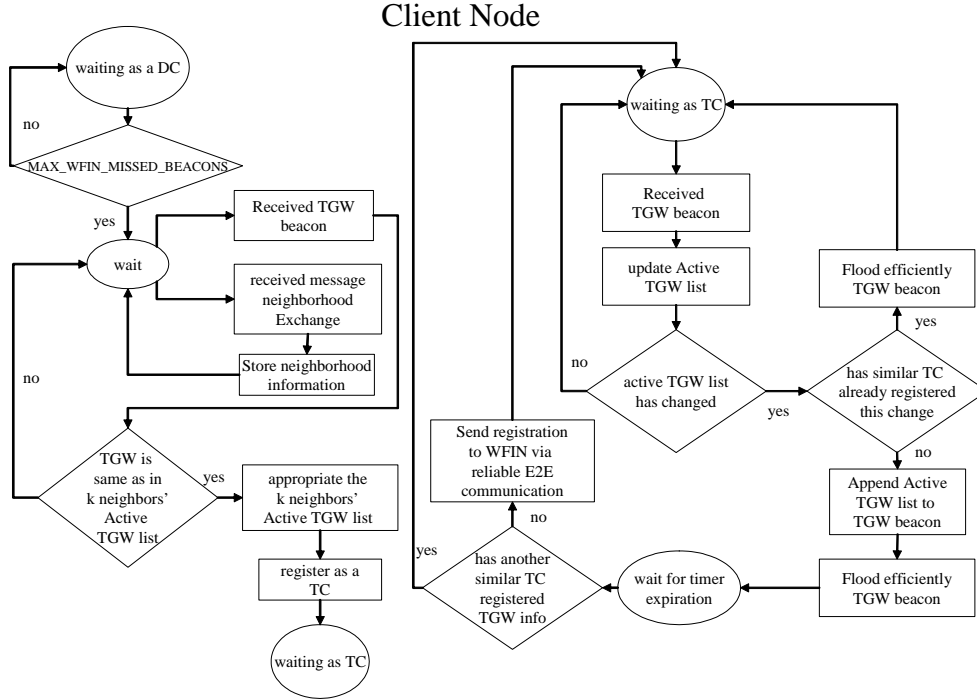 Client Node
waiting as a DC
no
MAX_WFIN_MISSED_BEACONS
yes
wait
Received TGW
beacon
received message
neighborhood
Exchange
Store neighborhood
information
no
TGW is
same as in
k neighbors'
Active
TGW list
yes
appropriate the
k neighbors'
Active TGW list
register as a
TC
waiting as TC
waiting as TC
Received
TGW beacon
update Active
TGW list
no
active TGW list
has changed
yes
Flood efficiently
TGW beacon
yes
has similar TC
already registered
this change
no
Append Active
TGW list to
TGW beacon
Flood efficiently
TGW beacon
wait for timer
expiration
has another
similar TC
registered
TGW info
yes
no
Send registration
to WFIN via
reliable E2E
communication